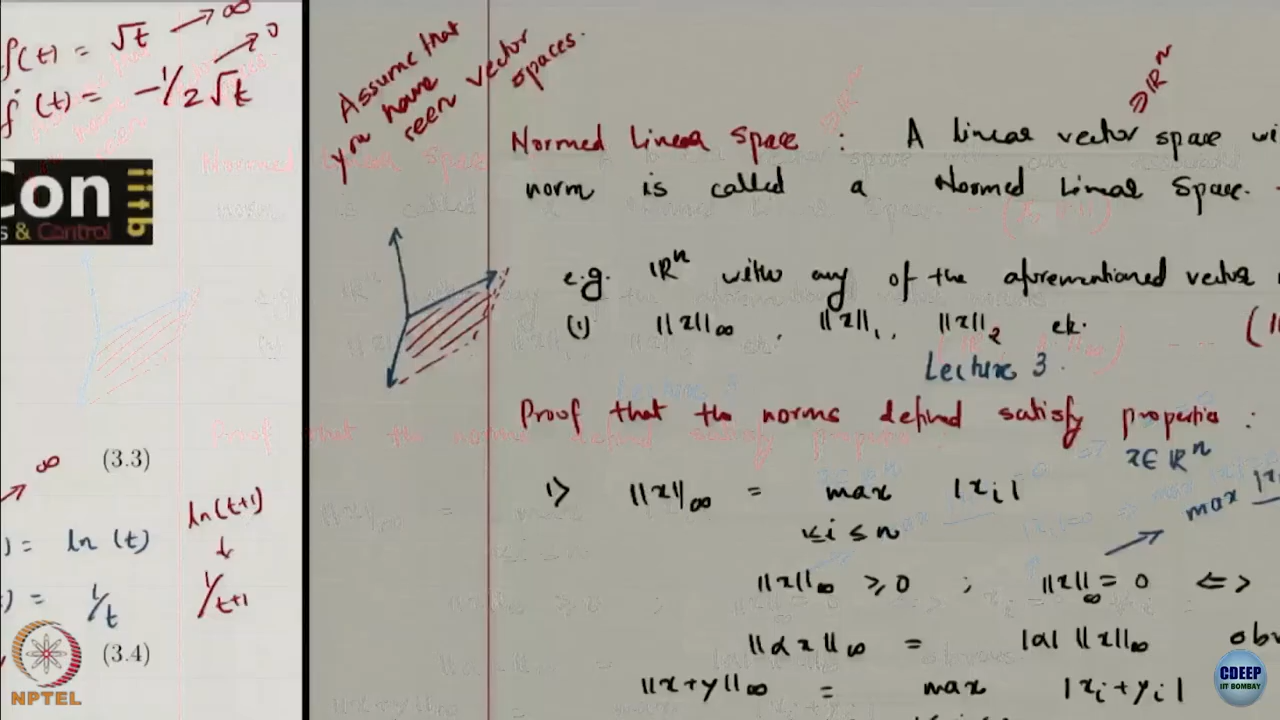 f(t) = √t → ∞
ḟ(t) = -1/2√t → 0
Con
s & Control
iitb
∞ (3.3)
) = ln(t)
ln(t+1)
↓
1/t+1
t) = 1/t
(3.4)
NPTEL
Assume that
you have
seen vector
spaces.
∋ℝⁿ
Normed Linear Space : A linear vector space wi
norm is called a Normed Linear Space.
e.g. ℝⁿ with any of the aforementioned vector
(1) ||x||∞ , ||x||₁ , ||x||₂ etc.
Lecture 3
Proof that the norms defined satisfy properties :
x∈ℝⁿ
1> ||x||∞ = max |xᵢ|
≤i≤n
max |x
||x||∞ ≥ 0 ; ||x||∞ = 0 <=>
||αx||∞ = |α| ||x||∞ obv
||x+y||∞ = max |xᵢ+yᵢ|
CDEEP
IIT BOMBAY